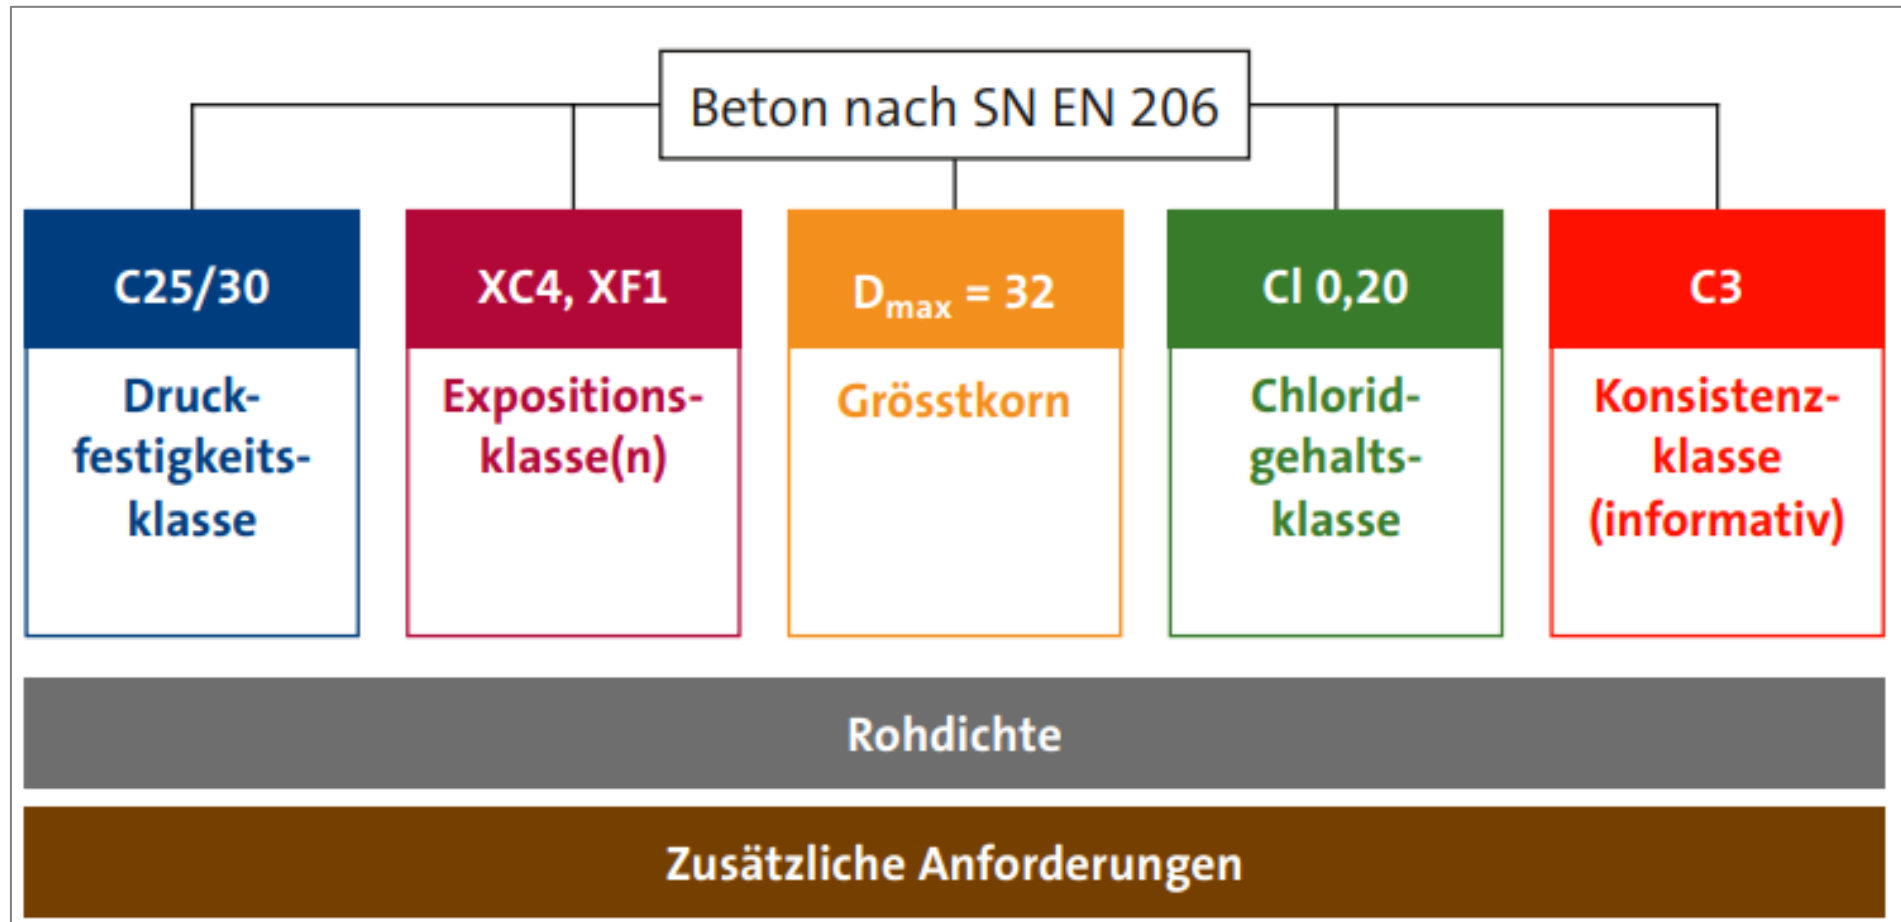 Beton nach SN EN 206
C25/30
Druck-
festigkeits-
klasse
XC4, XF1
Expositions-
klasse(n)
Dmax = 32
Grösstkorn
Cl 0,20
Chlorid-
gehalts-
klasse
C3
Konsistenz-
klasse
(informativ)
Rohdichte
Zusätzliche Anforderungen